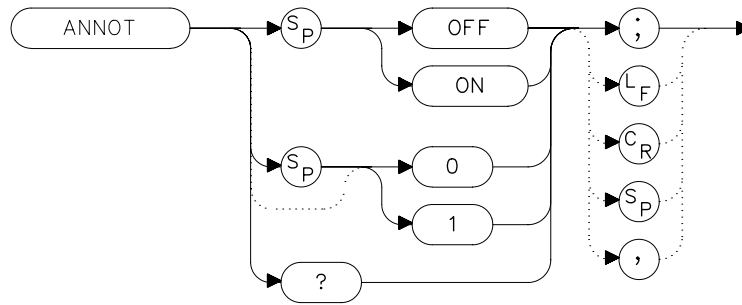 ANNOT SP OFF ;
ON LF
CR
SP 0 SP
1
? ,